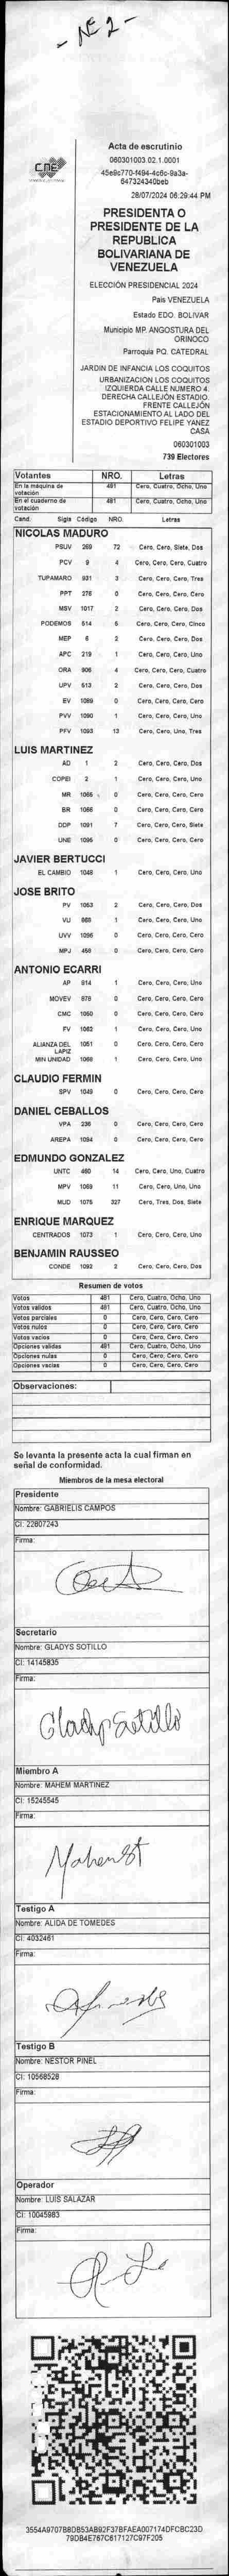 - Nº 2 -
CNE
Acta de escrutinio
060301003.02.1.0001
28/07/2024 06:29:44 PM
PRESIDENTA O
PRESIDENTE DE LA
REPUBLICA
BOLIVARIANA DE
VENEZUELA
ELECCIÓN PRESIDENCIAL 2024
País VENEZUELA
Estado EDO. BOLIVAR
Municipio MP. ANGOSTURA DEL
ORINOCO
Parroquia PQ. CATEDRAL
JARDIN DE INFANCIA LOS COQUITOS
URBANIZACION LOS COQUITOS
IZQUIERDA CALLE NUMERO 4.
DERECHA CALLEJÓN ESTADIO.
FRENTE CALLEJÓN
ESTACIONAMIENTO AL LADO DEL
ESTADIO DEPORTIVO FELIPE YANEZ
CASA
060301003
739 Electores
Votantes NRO. Letras
En la máquina de votación 481 Cero, Cuatro, Ocho, Uno
En el cuaderno de votación 481 Cero, Cuatro, Ocho, Uno
Cand. Sigla Código NRO. Letras
NICOLAS MADURO
PSUV 269 72 Cero, Cero, Siete, Dos
PCV 9 4 Cero, Cero, Cero, Cuatro
TUPAMARO 931 3 Cero, Cero, Cero, Tres
PPT 276 0 Cero, Cero, Cero, Cero
MSV 1017 2 Cero, Cero, Cero, Dos
PODEMOS 514 5 Cero, Cero, Cero, Cinco
MEP 6 2 Cero, Cero, Cero, Dos
APC 219 1 Cero, Cero, Cero, Uno
ORA 906 4 Cero, Cero, Cero, Cuatro
UPV 513 2 Cero, Cero, Cero, Dos
EV 1089 0 Cero, Cero, Cero, Cero
PVV 1090 1 Cero, Cero, Cero, Uno
PFV 1093 13 Cero, Cero, Uno, Tres
LUIS MARTINEZ
AD 1 2 Cero, Cero, Cero, Dos
COPEI 2 1 Cero, Cero, Cero, Uno
MR 1065 0 Cero, Cero, Cero, Cero
BR 1066 0 Cero, Cero, Cero, Cero
DDP 1091 7 Cero, Cero, Cero, Siete
UNE 1095 0 Cero, Cero, Cero, Cero
JAVIER BERTUCCI
EL CAMBIO 1048 1 Cero, Cero, Cero, Uno
JOSE BRITO
PV 1053 2 Cero, Cero, Cero, Dos
VU 868 1 Cero, Cero, Cero, Uno
UVV 1096 0 Cero, Cero, Cero, Cero
MPJ 458 0 Cero, Cero, Cero, Cero
ANTONIO ECARRI
AP 914 1 Cero, Cero, Cero, Uno
MOVEV 878 0 Cero, Cero, Cero, Cero
CMC 1050 0 Cero, Cero, Cero, Cero
FV 1062 1 Cero, Cero, Cero, Uno
ALIANZA DEL LAPIZ 1051 0 Cero, Cero, Cero, Cero
MIN UNIDAD 1068 1 Cero, Cero, Cero, Uno
CLAUDIO FERMIN
SPV 1049 0 Cero, Cero, Cero, Cero
DANIEL CEBALLOS
VPA 236 0 Cero, Cero, Cero, Cero
AREPA 1094 0 Cero, Cero, Cero, Cero
EDMUNDO GONZALEZ
UNTC 460 14 Cero, Cero, Uno, Cuatro
MPV 1069 11 Cero, Cero, Uno, Uno
MUD 1075 327 Cero, Tres, Dos, Siete
ENRIQUE MARQUEZ
CENTRADOS 1073 1 Cero, Cero, Cero, Uno
BENJAMIN RAUSSEO
CONDE 1092 2 Cero, Cero, Cero, Dos
Resumen de votos
Votos 481 Cero, Cuatro, Ocho, Uno
Votos validos 481 Cero, Cuatro, Ocho, Uno
Votos parciales 0 Cero, Cero, Cero, Cero
Votos nulos 0 Cero, Cero, Cero, Cero
Votos vacios 0 Cero, Cero, Cero, Cero
Opciones validas 481 Cero, Cuatro, Ocho, Uno
Opciones nulas 0 Cero, Cero, Cero, Cero
Opciones vacias 0 Cero, Cero, Cero, Cero
Observaciones:
Se levanta la presente acta la cual firman en
señal de conformidad.
Miembros de la mesa electoral
Presidente
Nombre: GABRIELIS CAMPOS
CI: 22807243
Firma:
Secretario
Nombre: GLADYS SOTILLO
CI: 14145835
Firma:
Gladys Sotillo
Miembro A
Nombre: MAHEM MARTINEZ
CI: 15245545
Firma:
Testigo A
Nombre: ALIDA DE TOMEDES
CI: 4032461
Firma:
Testigo B
Nombre: NESTOR PINEL
CI: 10568528
Firma:
Operador
Nombre: LUIS SALAZAR
CI: 10045983
Firma:
3554A9707B8DB53AB92F37BFAEA007174DFCBC23D
79DB4E767C617127C97F205